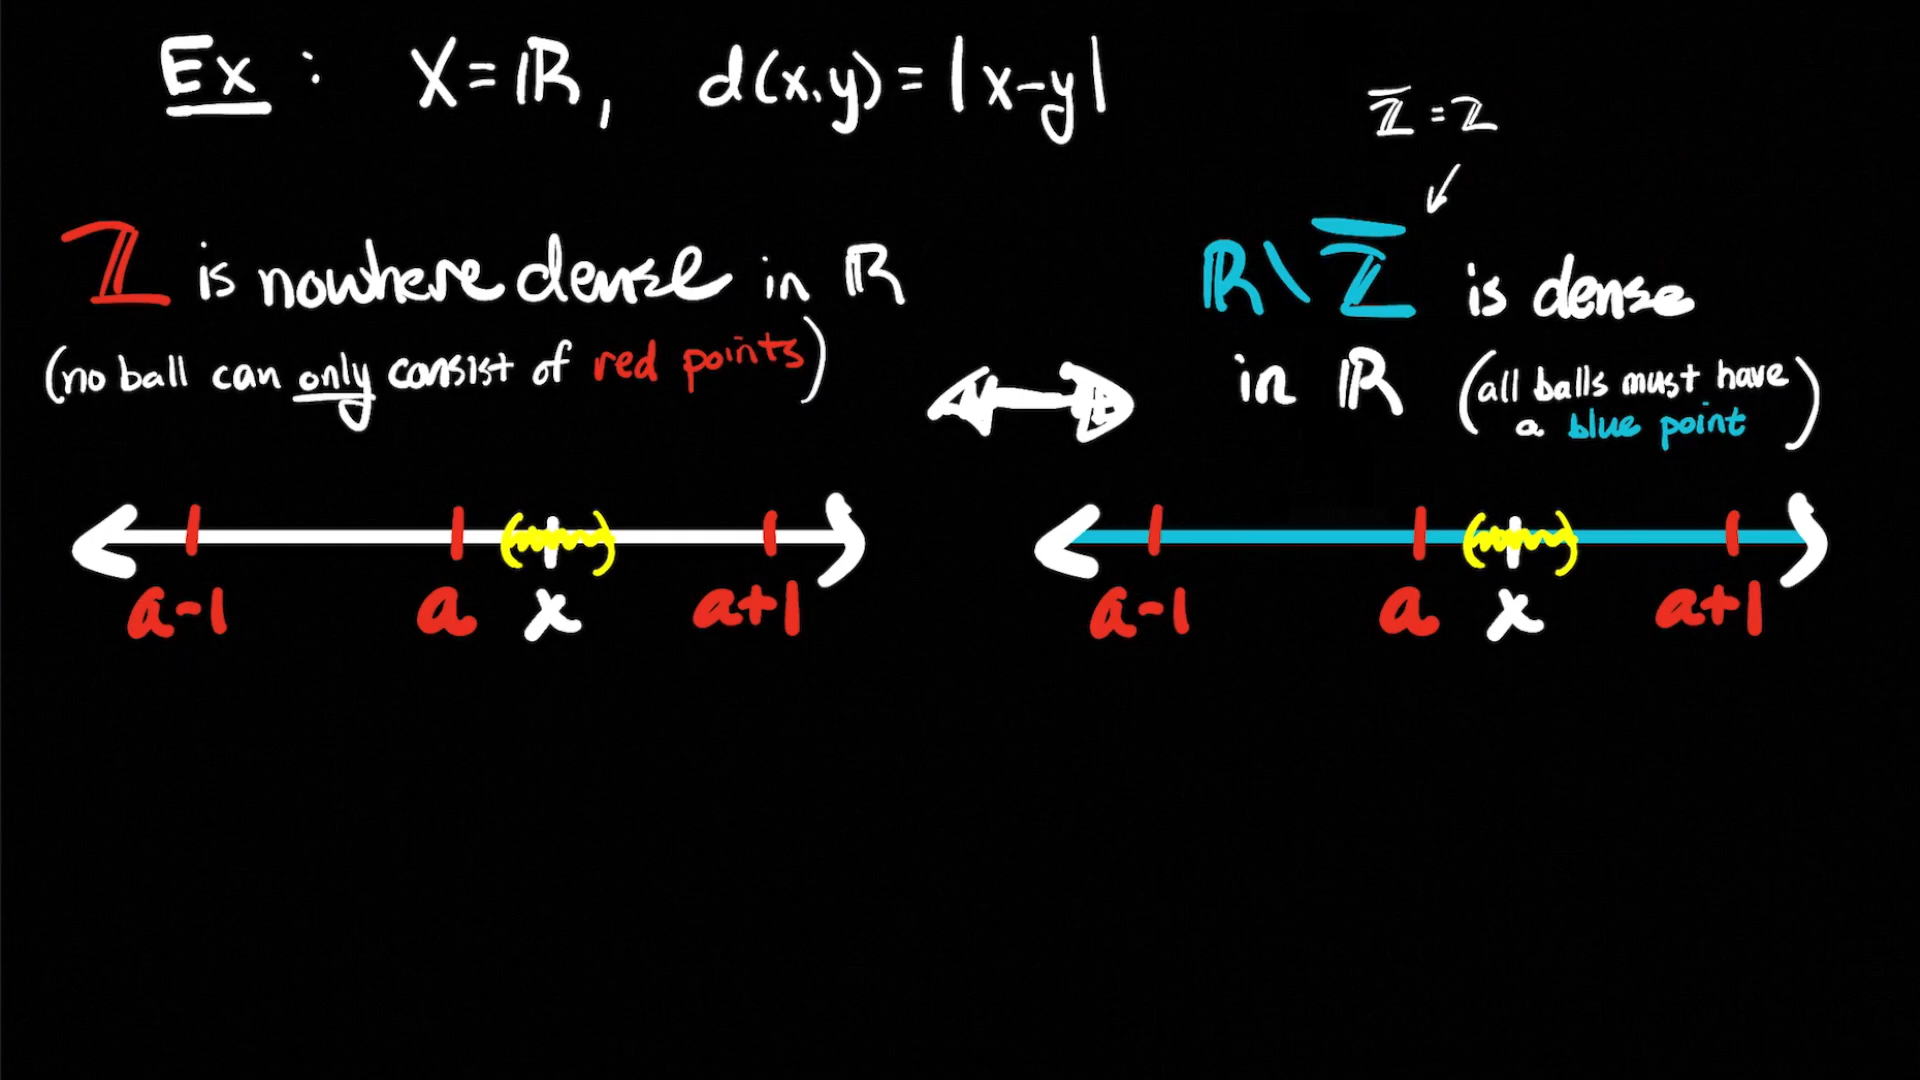 Ex : X = ℝ, d(x,y) = |x-y|
ℤ̅ = ℤ
ℤ is nowhere dense in ℝ
(no ball can only consist of red points)
ℝ \ ℤ̅ is dense
in ℝ (all balls must have
a blue point)
a-1 a x a+1
a-1 a x a+1